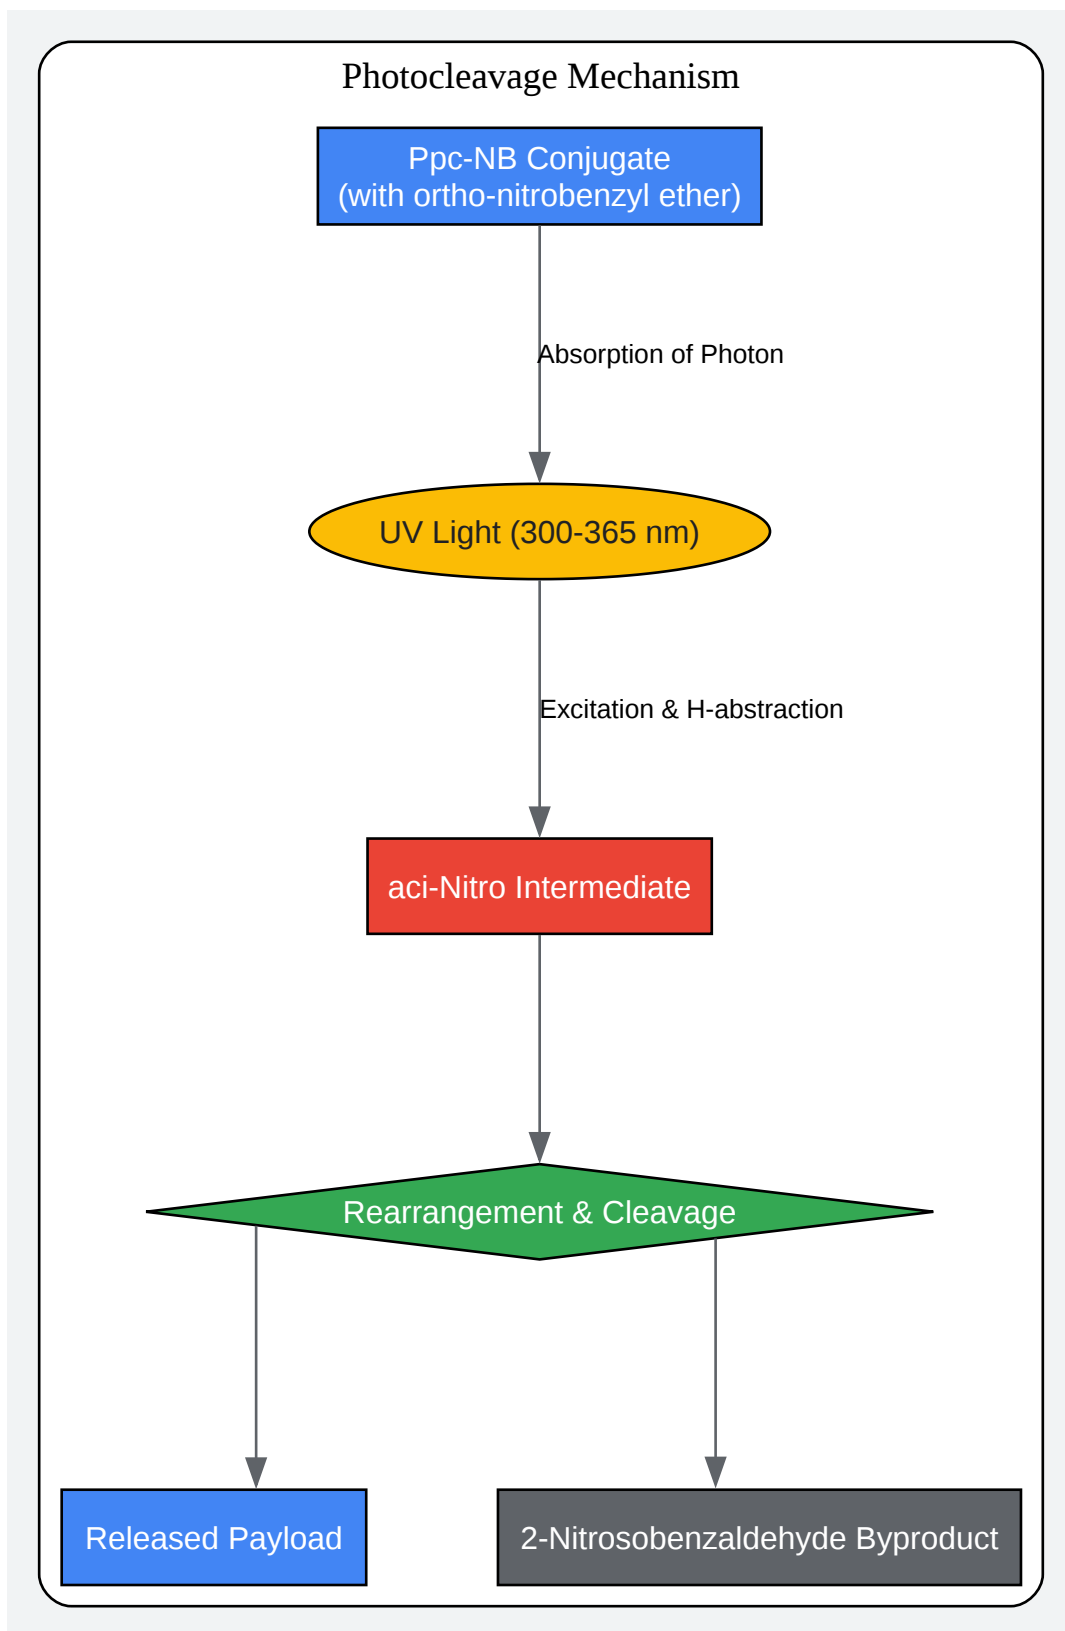 Photocleavage Mechanism
Ppc-NB Conjugate
(with ortho-nitrobenzyl ether)
Absorption of Photon
UV Light (300-365 nm)
Excitation & H-abstraction
aci-Nitro Intermediate
Rearrangement & Cleavage
Released Payload
2-Nitrosobenzaldehyde Byproduct